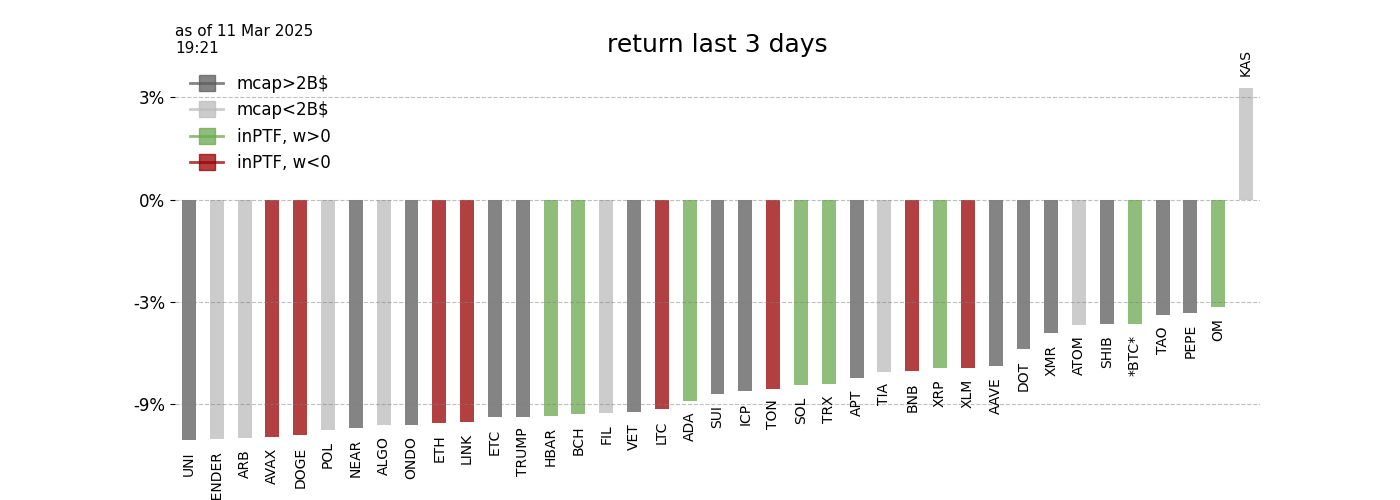 as of 11 Mar 2025
19:21
return last 3 days
mcap>2B$
mcap<2B$
inPTF, w>0
inPTF, w<0
3%
0%
-3%
-9%
UNI
ENDER
ARB
AVAX
DOGE
POL
NEAR
ALGO
ONDO
ETH
LINK
ETC
TRUMP
HBAR
BCH
FIL
VET
LTC
ADA
SUI
ICP
TON
SOL
TRX
APT
TIA
BNB
XRP
XLM
AAVE
DOT
XMR
ATOM
SHIB
*BTC*
TAO
PEPE
OM
KAS